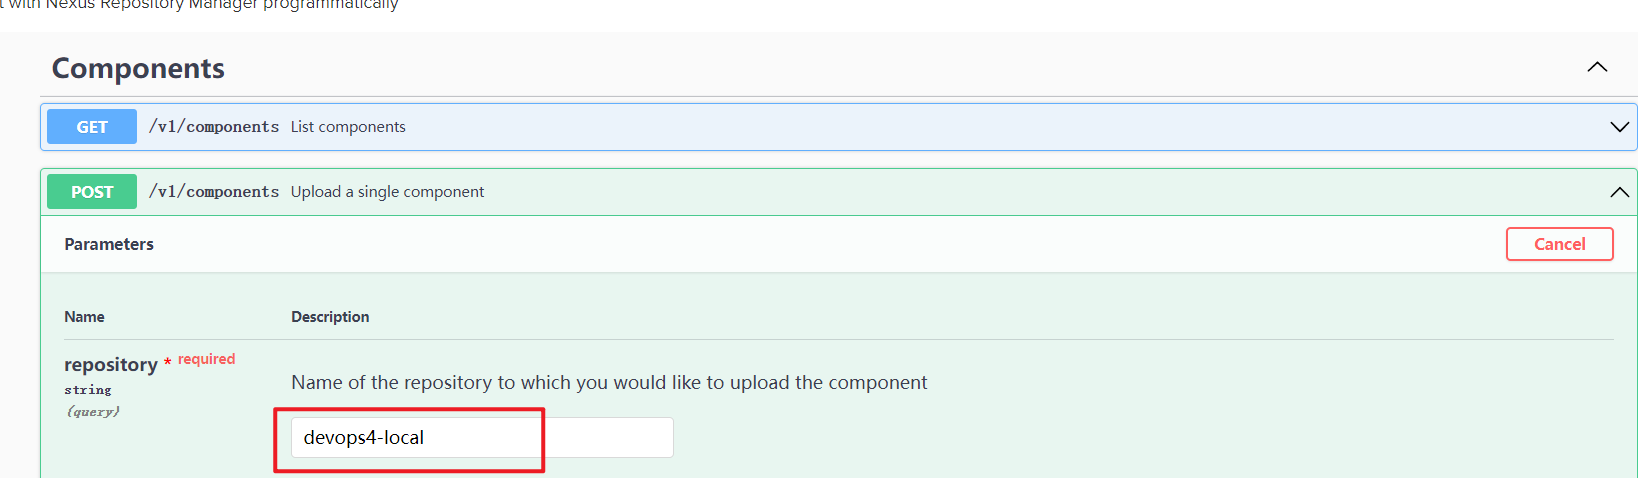 t with Nexus Repository Manager programmatically
Components
GET /v1/components List components
POST /v1/components Upload a single component
Parameters Cancel
Name Description
repository * required
string
(query)
Name of the repository to which you would like to upload the component
devops4-local